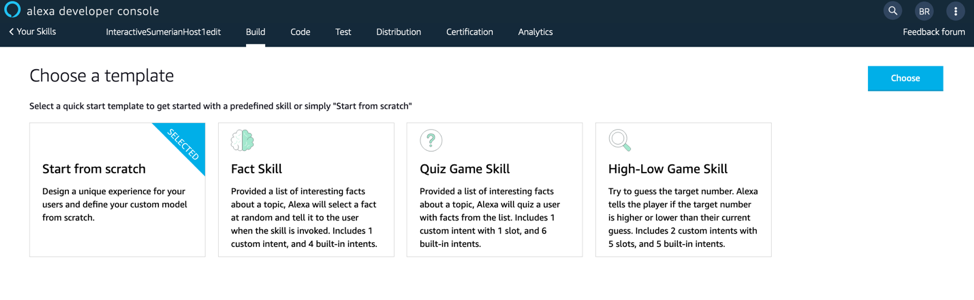 alexa developer console
BR
Your Skills
InteractiveSumerianHost1edit
Build
Code
Test
Distribution
Certification
Analytics
Feedback forum
Choose a template
Choose
Select a quick start template to get started with a predefined skill or simply "Start from scratch"
SELECTED
Start from scratch
Design a unique experience for your
users and define your custom model
from scratch.
Fact Skill
Provided a list of interesting facts
about a topic, Alexa will select a fact
at random and tell it to the user
when the skill is invoked. Includes 1
custom intent, and 4 built-in intents.
?
Quiz Game Skill
Provided a list of interesting facts
about a topic, Alexa will quiz a user
with facts from the list. Includes 1
custom intent with 1 slot, and 6
built-in intents.
High-Low Game Skill
Try to guess the target number. Alexa
tells the player if the target number
is higher or lower than their current
guess. Includes 2 custom intents with
5 slots, and 5 built-in intents.